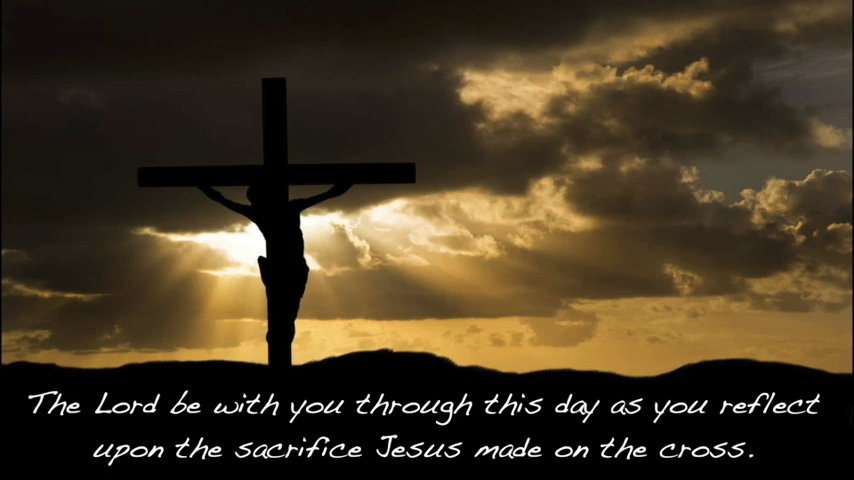 The Lord be with you through this day as you reflect
upon the sacrifice Jesus made on the cross.